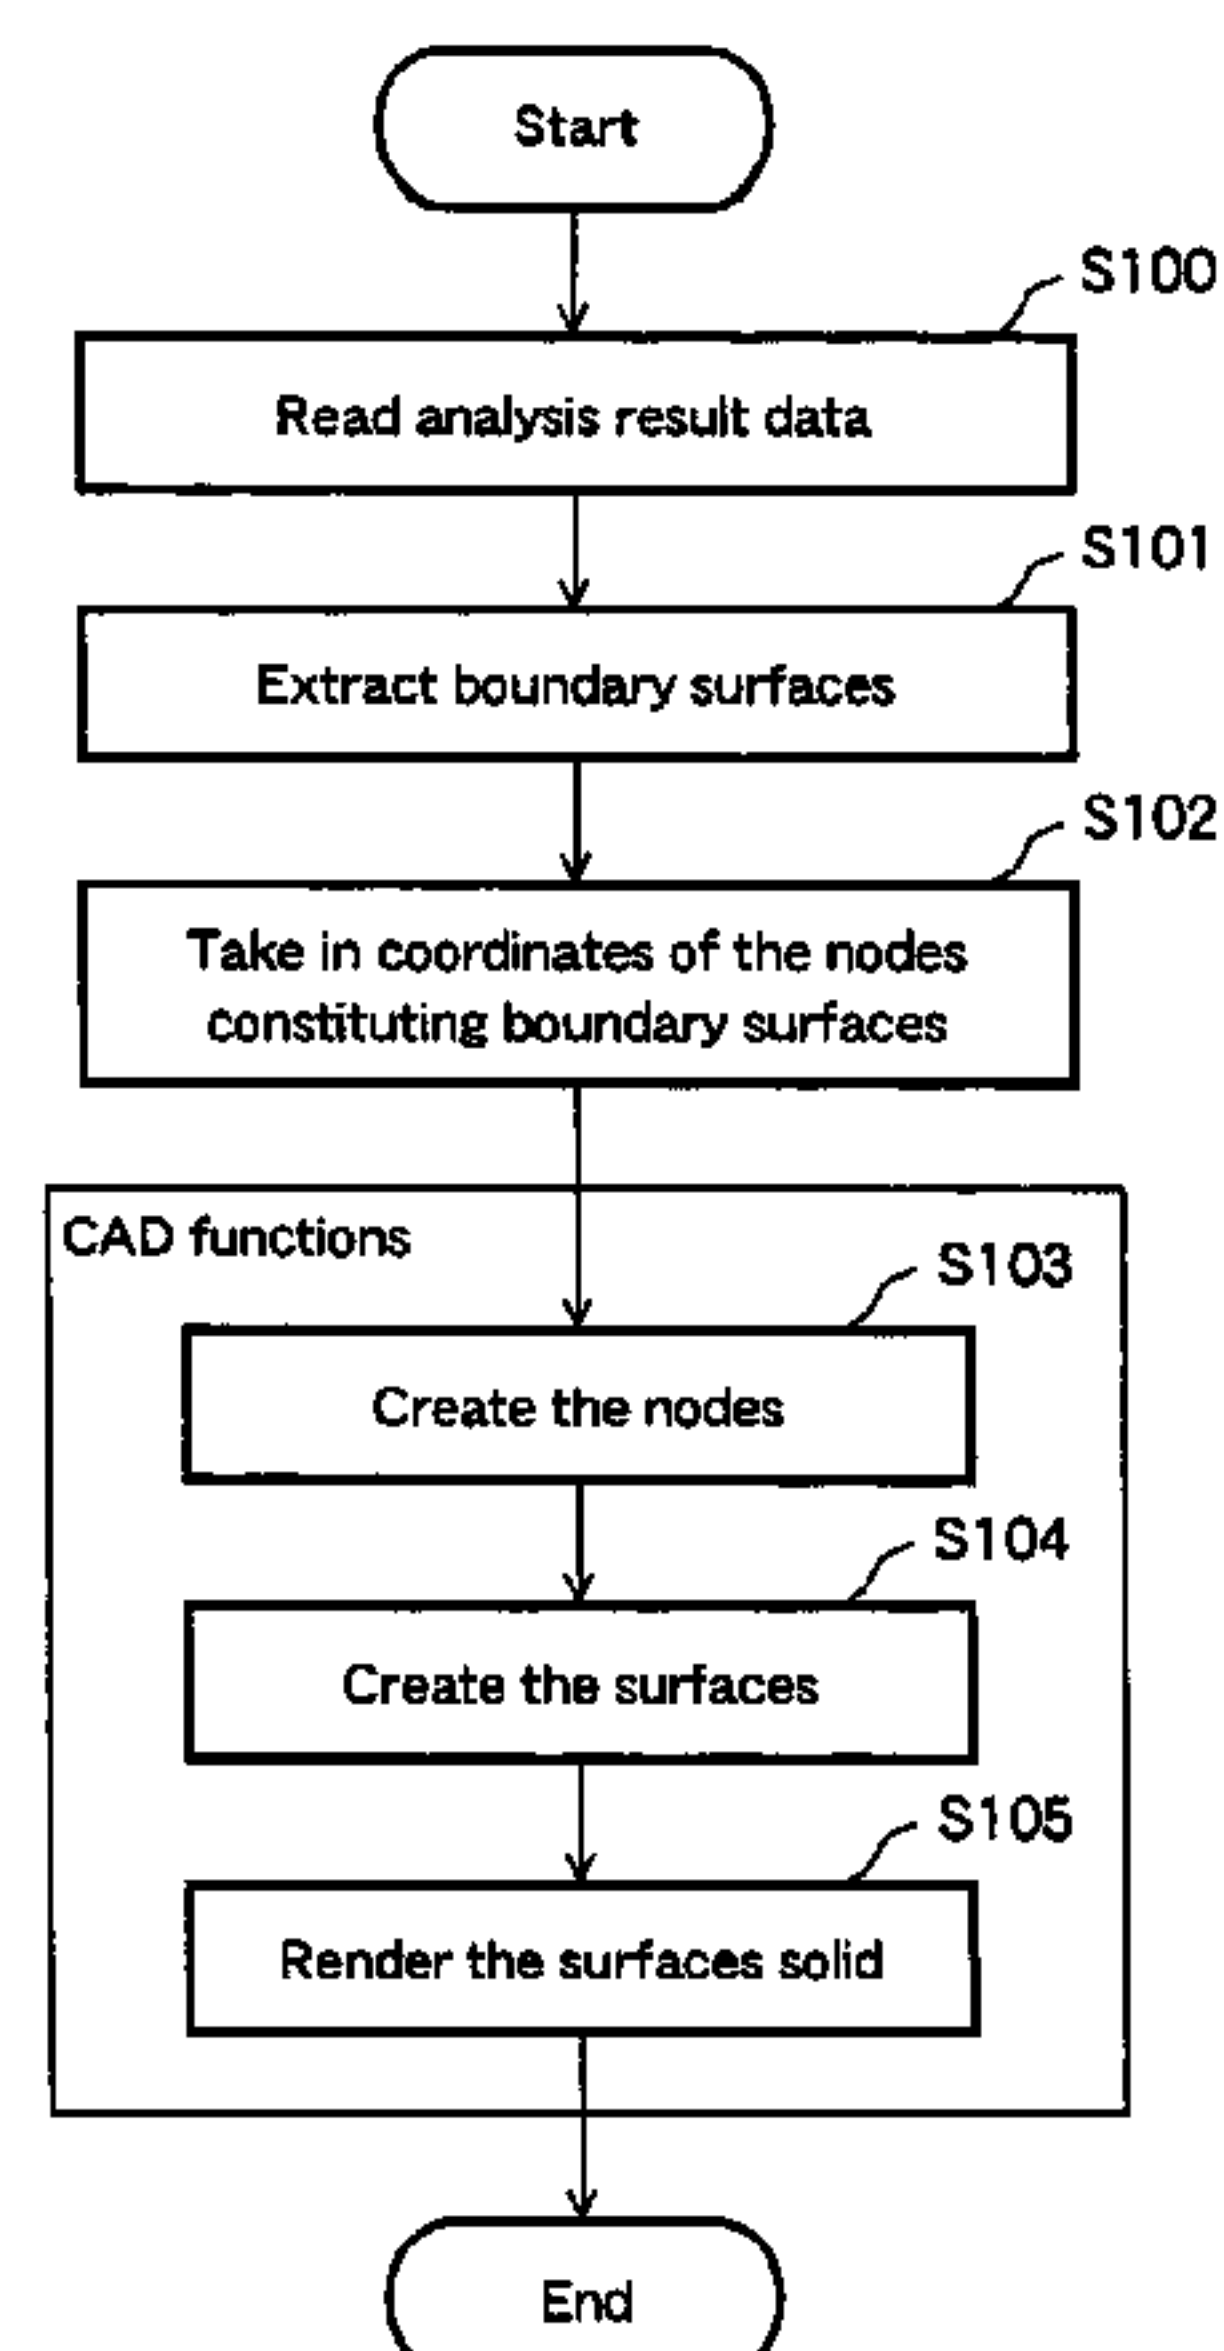 Start
S100
Read analysis result data
S101
Extract boundary surfaces
S102
Take in coordinates of the nodes
constituting boundary surfaces
CAD functions
S103
Create the nodes
S104
Create the surfaces
S105
Render the surfaces solid
End